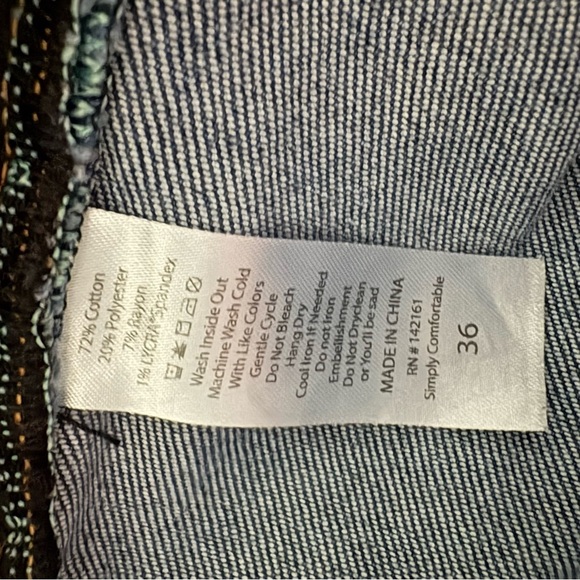 72% Cotton
20% Polyerter
7% Rayon
1% LYCRA® spandex
Wash Inside Out
Machine Wash Cold
With Like Colors
Gentle Cycle
Do Not Bleach
Hang Dry
Cool Iron If Needed
Do not Iron
Embellishment
Do Not Dryclean
or You'll be sad
MADE IN CHINA
RN # 142161
Simply Comfortable
36